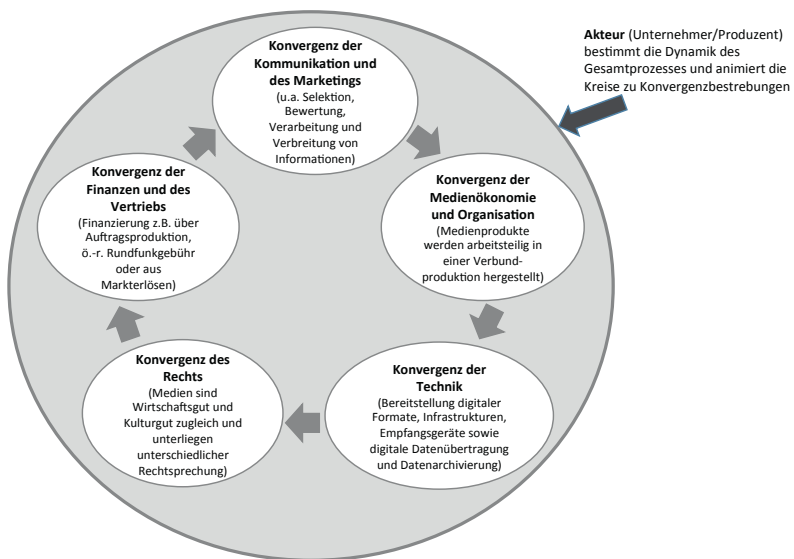 Konvergenz der
Kommunikation und
des Marketings
(u.a. Selektion,
Bewertung,
Verarbeitung und
Verbreitung von
Informationen)
Akteur (Unternehmer/Produzent)
bestimmt die Dynamik des
Gesamtprozesses und animiert die
Kreise zu Konvergenzbestrebungen
Konvergenz der
Medienökonomie
und Organisation
(Medienprodukte
werden arbeitsteilig in
einer Verbund-
produktion hergestellt)
Konvergenz der
Technik
(Bereitstellung digitaler
Formate, Infrastrukturen,
Empfangsgeräte sowie
digitale Datenübertragung
und Datenarchivierung)
Konvergenz des
Rechts
(Medien sind
Wirtschaftsgut und
Kulturgut zugleich und
unterliegen
unterschiedlicher
Rechtsprechung)
Konvergenz der
Finanzen und des
Vertriebs
(Finanzierung z.B. über
Auftragsproduktion,
ö.-r. Rundfunkgebühr
oder aus
Markterlösen)